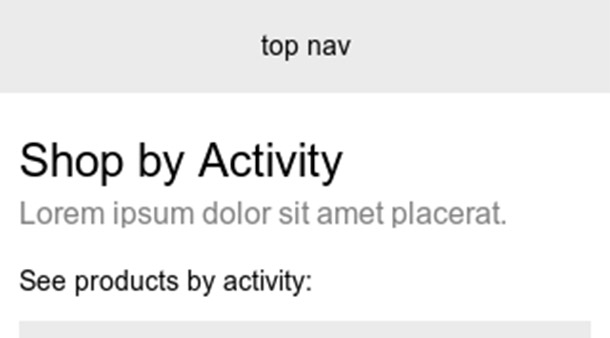 top nav
Shop by Activity
Lorem ipsum dolor sit amet placerat.
See products by activity: